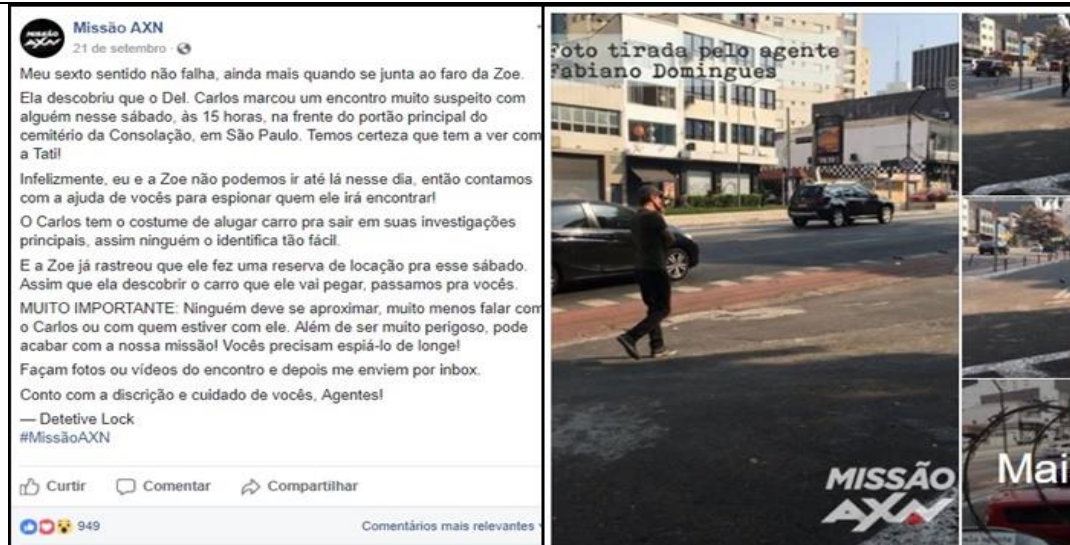 Missão AXN
21 de setembro
Meu sexto sentido não falha, ainda mais quando se junta ao faro da Zoe.
Ela descobriu que o Del. Carlos marcou um encontro muito suspeito com
alguém nesse sábado, às 15 horas, na frente do portão principal do
cemitério da Consolação, em São Paulo. Temos certeza que tem a ver com
a Tati!
Infelizmente, eu e a Zoe não podemos ir até lá nesse dia, então contamos
com a ajuda de vocês para espionar quem ele irá encontrar!
O Carlos tem o costume de alugar carro pra sair em suas investigações
principais, assim ninguém o identifica tão fácil.
E a Zoe já rastreou que ele fez uma reserva de locação pra esse sábado.
Assim que ela descobrir o carro que ele vai pegar, passamos pra vocês.
MUITO IMPORTANTE: Ninguém deve se aproximar, muito menos falar com
o Carlos ou com quem estiver com ele. Além de ser muito perigoso, pode
acabar com a nossa missão! Vocês precisam espiá-lo de longe!
Façam fotos ou vídeos do encontro e depois me enviem por inbox.
Conto com a discrição e cuidado de vocês, Agentes!
— Detetive Lock
#MissãoAXN
Curtir Comentar Compartilhar
949 Comentários mais relevantes
Foto tirada pelo agente
Fabiano Domingues
MISSÃO
AXN
Mai